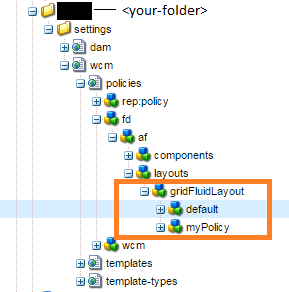 <your-folder>
settings
dam
wcm
policies
rep:policy
fd
af
components
layouts
gridFluidLayout
default
myPolicy
wcm
templates
template-types